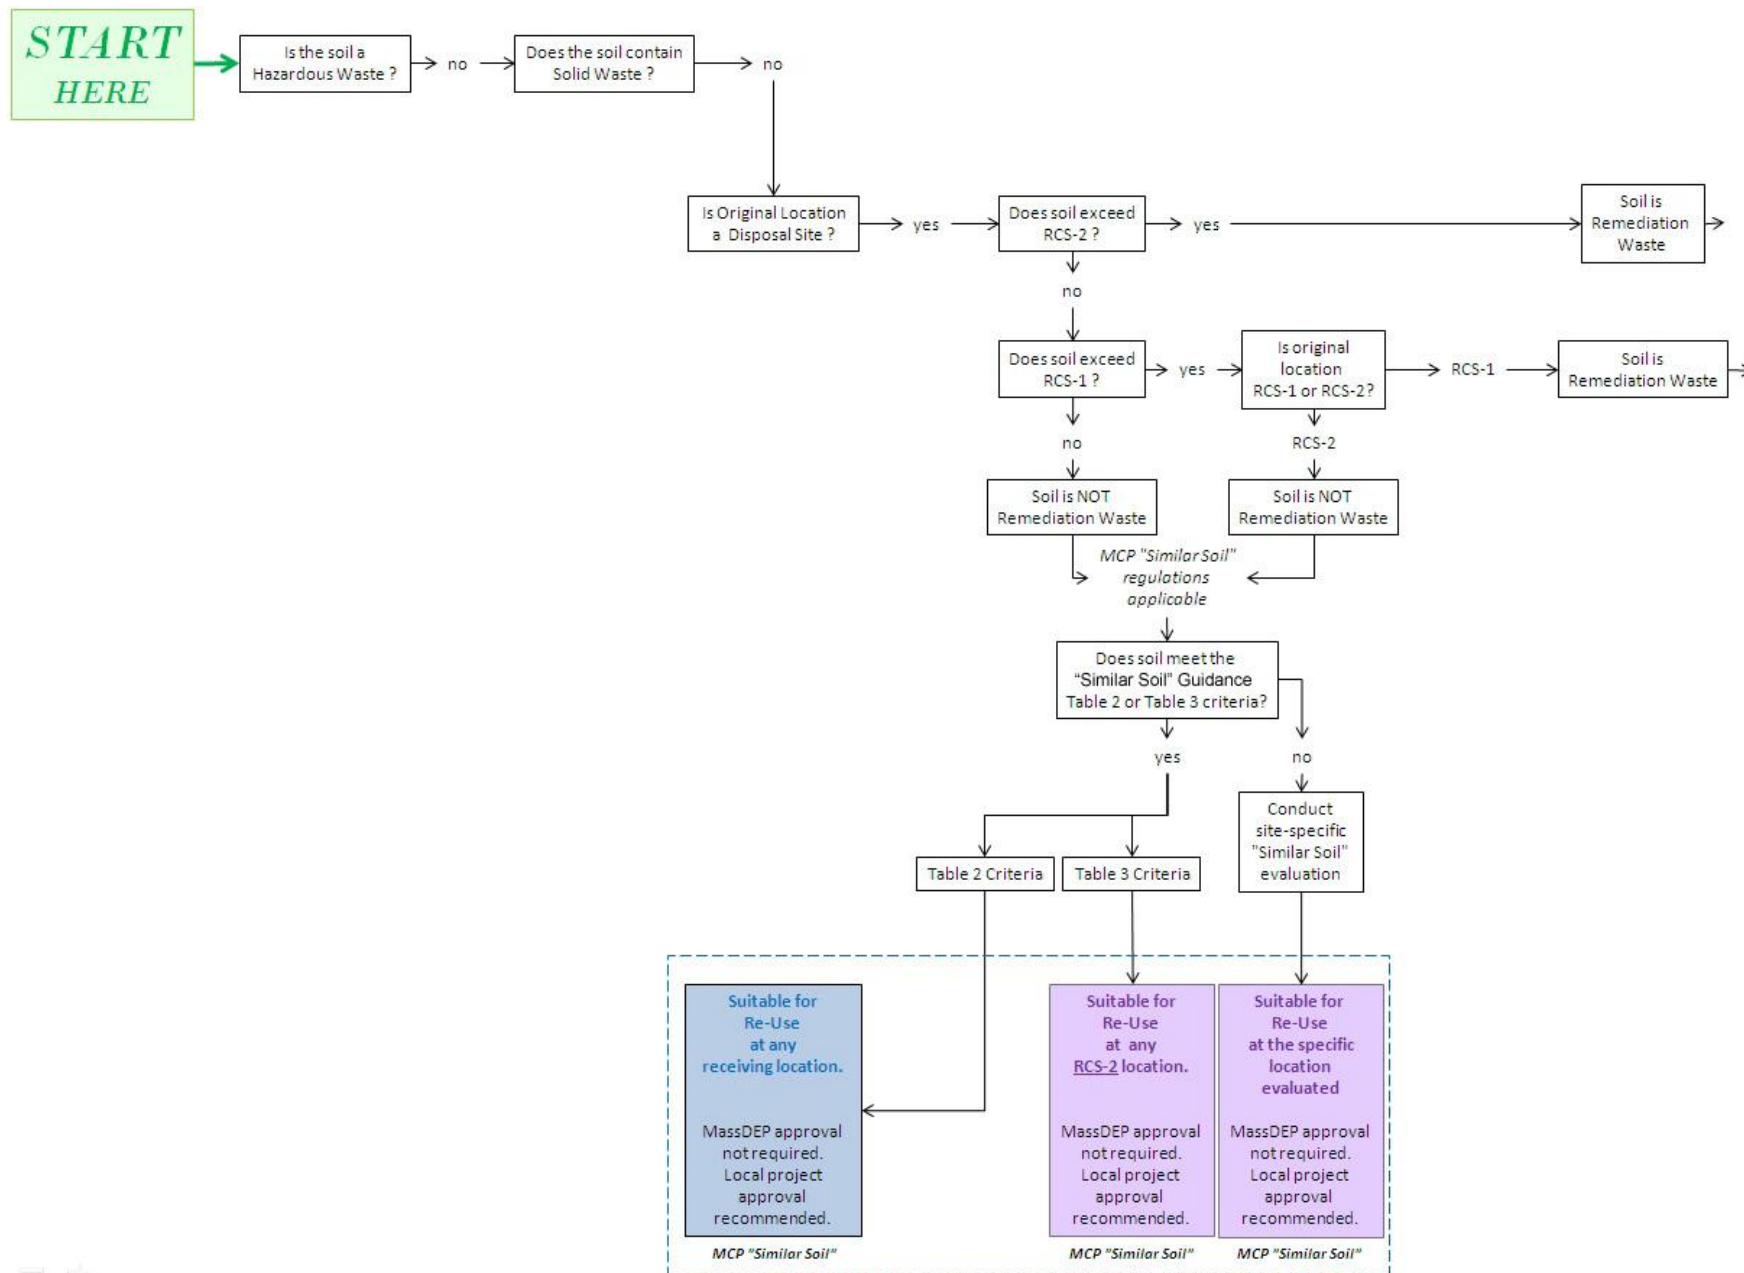 START
HERE
Is the soil a
Hazardous Waste ?
no
Does the soil contain
Solid Waste ?
no
Is Original Location
a Disposal Site ?
yes
Does soil exceed
RCS-2 ?
yes
Soil is
Remediation
Waste
no
Does soil exceed
RCS-1 ?
yes
Is original
location
RCS-1 or RCS-2?
RCS-1
Soil is
Remediation Waste
no
RCS-2
Soil is NOT
Remediation Waste
Soil is NOT
Remediation Waste
MCP "Similar Soil"
regulations
applicable
Does soil meet the
“Similar Soil” Guidance
Table 2 or Table 3 criteria?
yes
no
Conduct
site-specific
"Similar Soil"
evaluation
Table 2 Criteria
Table 3 Criteria
Suitable for
Re-Use
at any
receiving location.
MassDEP approval
not required.
Local project
approval
recommended.
MCP "Similar Soil"
Suitable for
Re-Use
at any
RCS-2 location.
MassDEP approval
not required.
Local project
approval
recommended.
MCP "Similar Soil"
Suitable for
Re-Use
at the specific
location
evaluated
MassDEP approval
not required.
Local project
approval
recommended.
MCP "Similar Soil"